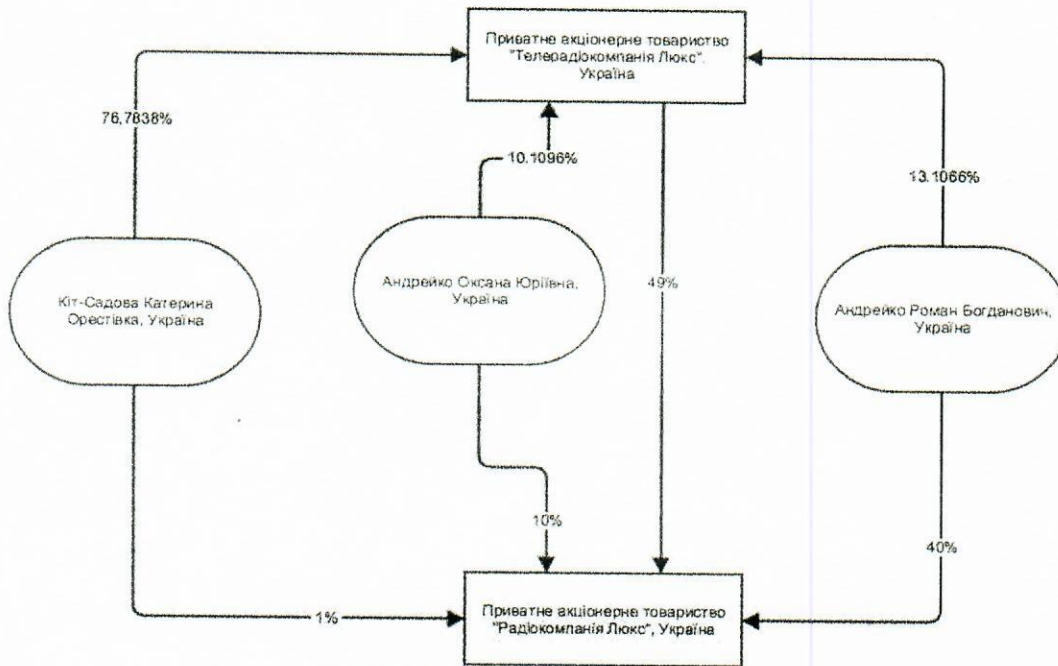 Приватне акціонерне товариство
"Телерадіокомпанія Люкс".
Україна
76,7838%
10.1096%
13.1066%
Кіт-Садова Катерина
Орестівка, Україна
Андрейко Оксана Юріївна,
Україна
49%
Андрейко Роман Богданович,
Україна
10%
40%
1%
Приватне акціонерне товариство
"Радіокомпанія Люкс", Україна